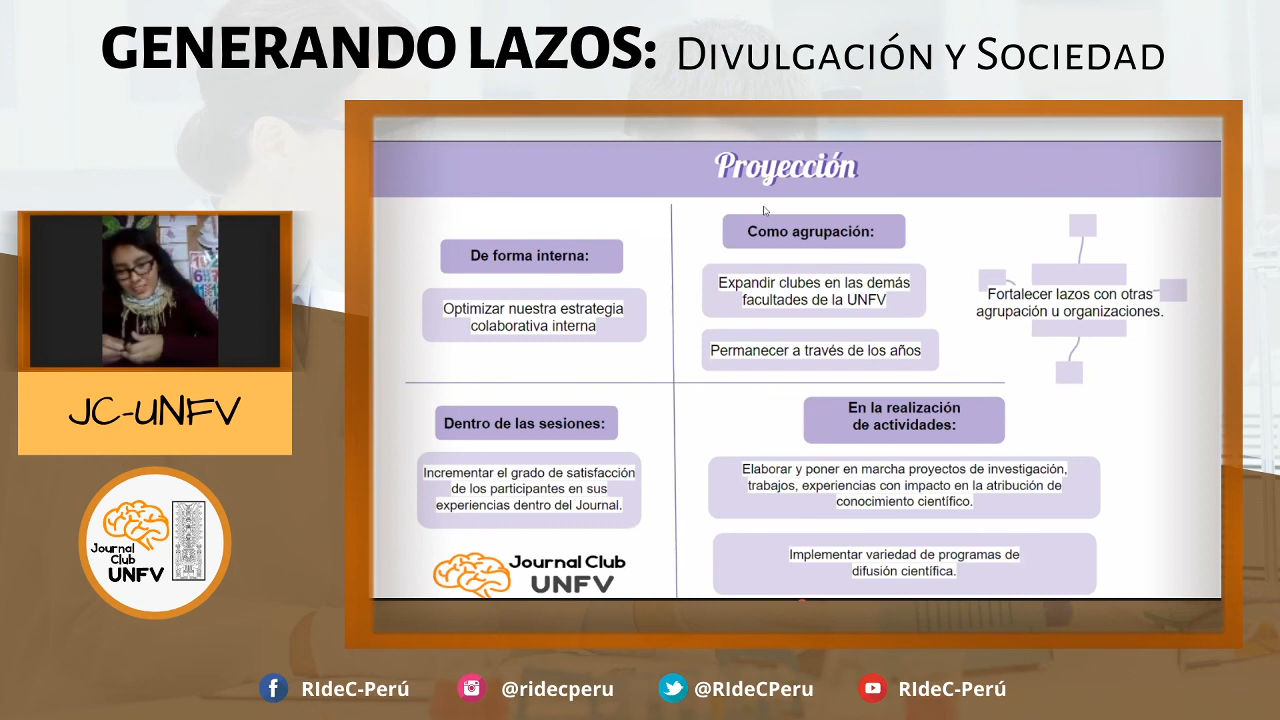 GENERANDO LAZOS: DIVULGACIÓN Y SOCIEDAD
Proyección
De forma interna:
Optimizar nuestra estrategia
colaborativa interna
Como agrupación:
Expandir clubes en las demás
facultades de la UNFV
Permanecer a través de los años
Fortalecer lazos con otras
agrupación u organizaciones.
Dentro de las sesiones:
Incrementar el grado de satisfacción
de los participantes en sus
experiencias dentro del Journal.
En la realización
de actividades:
Elaborar y poner en marcha proyectos de investigación,
trabajos, experiencias con impacto en la atribución de
conocimiento científico.
Implementar variedad de programas de
difusión científica.
Journal Club
UNFV
JC-UNFV
Journal
Club
UNFV
RIdeC-Perú
@ridecperu
@RIdeCPeru
RIdeC-Perú